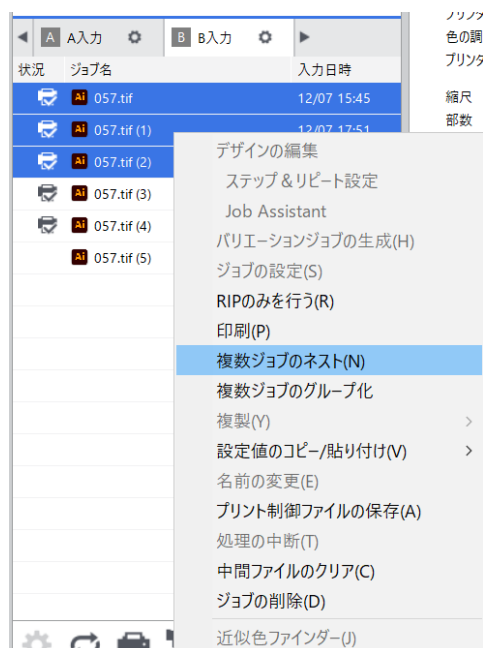 A A入力 B B入力
状況 ジョブ名 入力日時
Ai 057.tif 12/07 15:45
Ai 057.tif (1) 12/07 17:51
Ai 057.tif (2)
Ai 057.tif (3)
Ai 057.tif (4)
Ai 057.tif (5)
デザインの編集
ステップ&リピート設定
Job Assistant
バリエーションジョブの生成(H)
ジョブの設定(S)
RIPのみを行う(R)
印刷(P)
複数ジョブのネスト(N)
複数ジョブのグループ化
複製(Y)
設定値のコピー/貼り付け(V)
名前の変更(E)
プリント制御ファイルの保存(A)
処理の中断(T)
中間ファイルのクリア(C)
ジョブの削除(D)
近似色ファインダー(J)
色の調
プリンタ
縮尺
部数